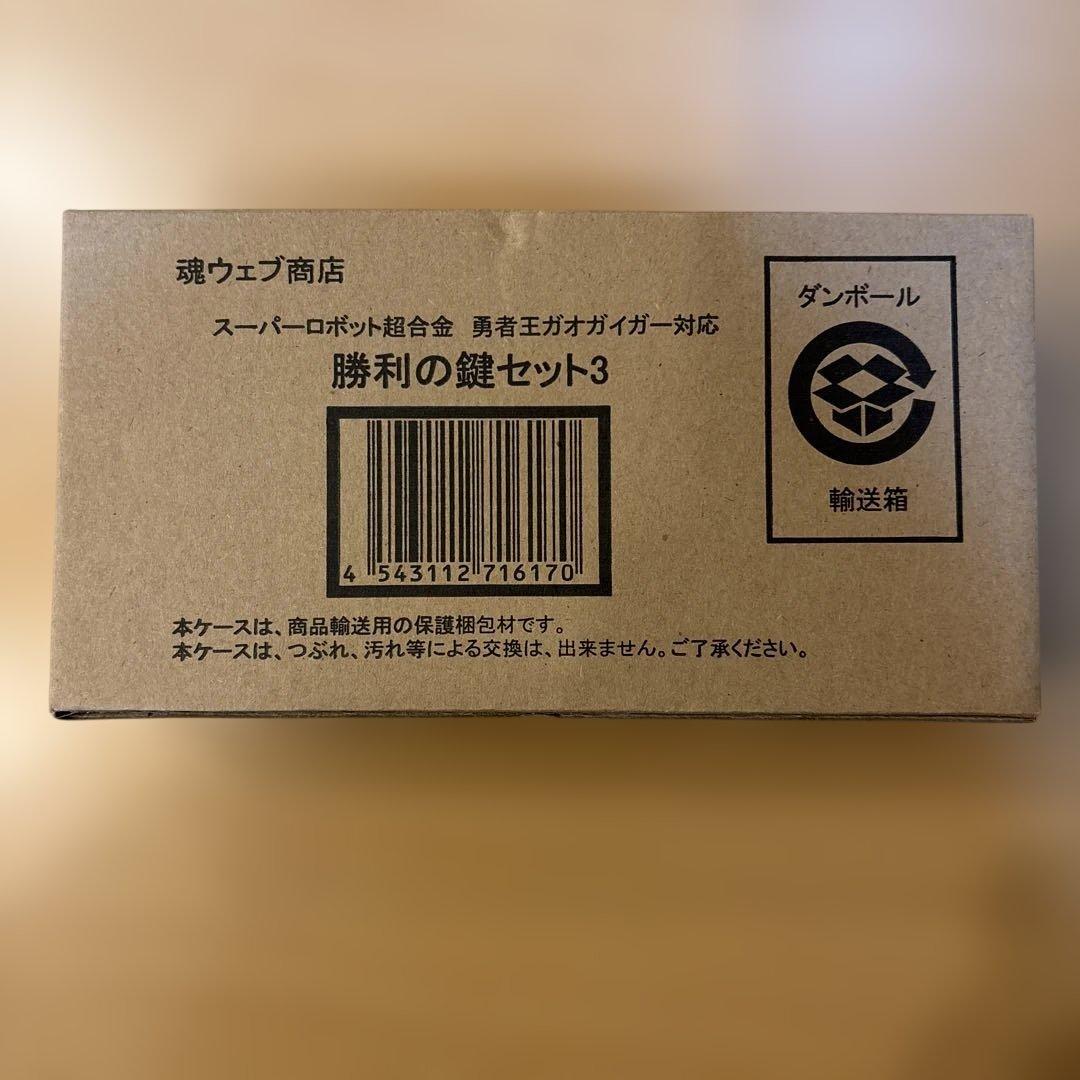 魂ウェブ商店
スーパーロボット超合金 勇者王ガオガイガー対応
勝利の鍵セット3
4 543112 716170
本ケースは、商品輸送用の保護梱包材です。
本ケースは、つぶれ、汚れ等による交換は、出来ません。ご了承ください。
ダンボール
輸送箱